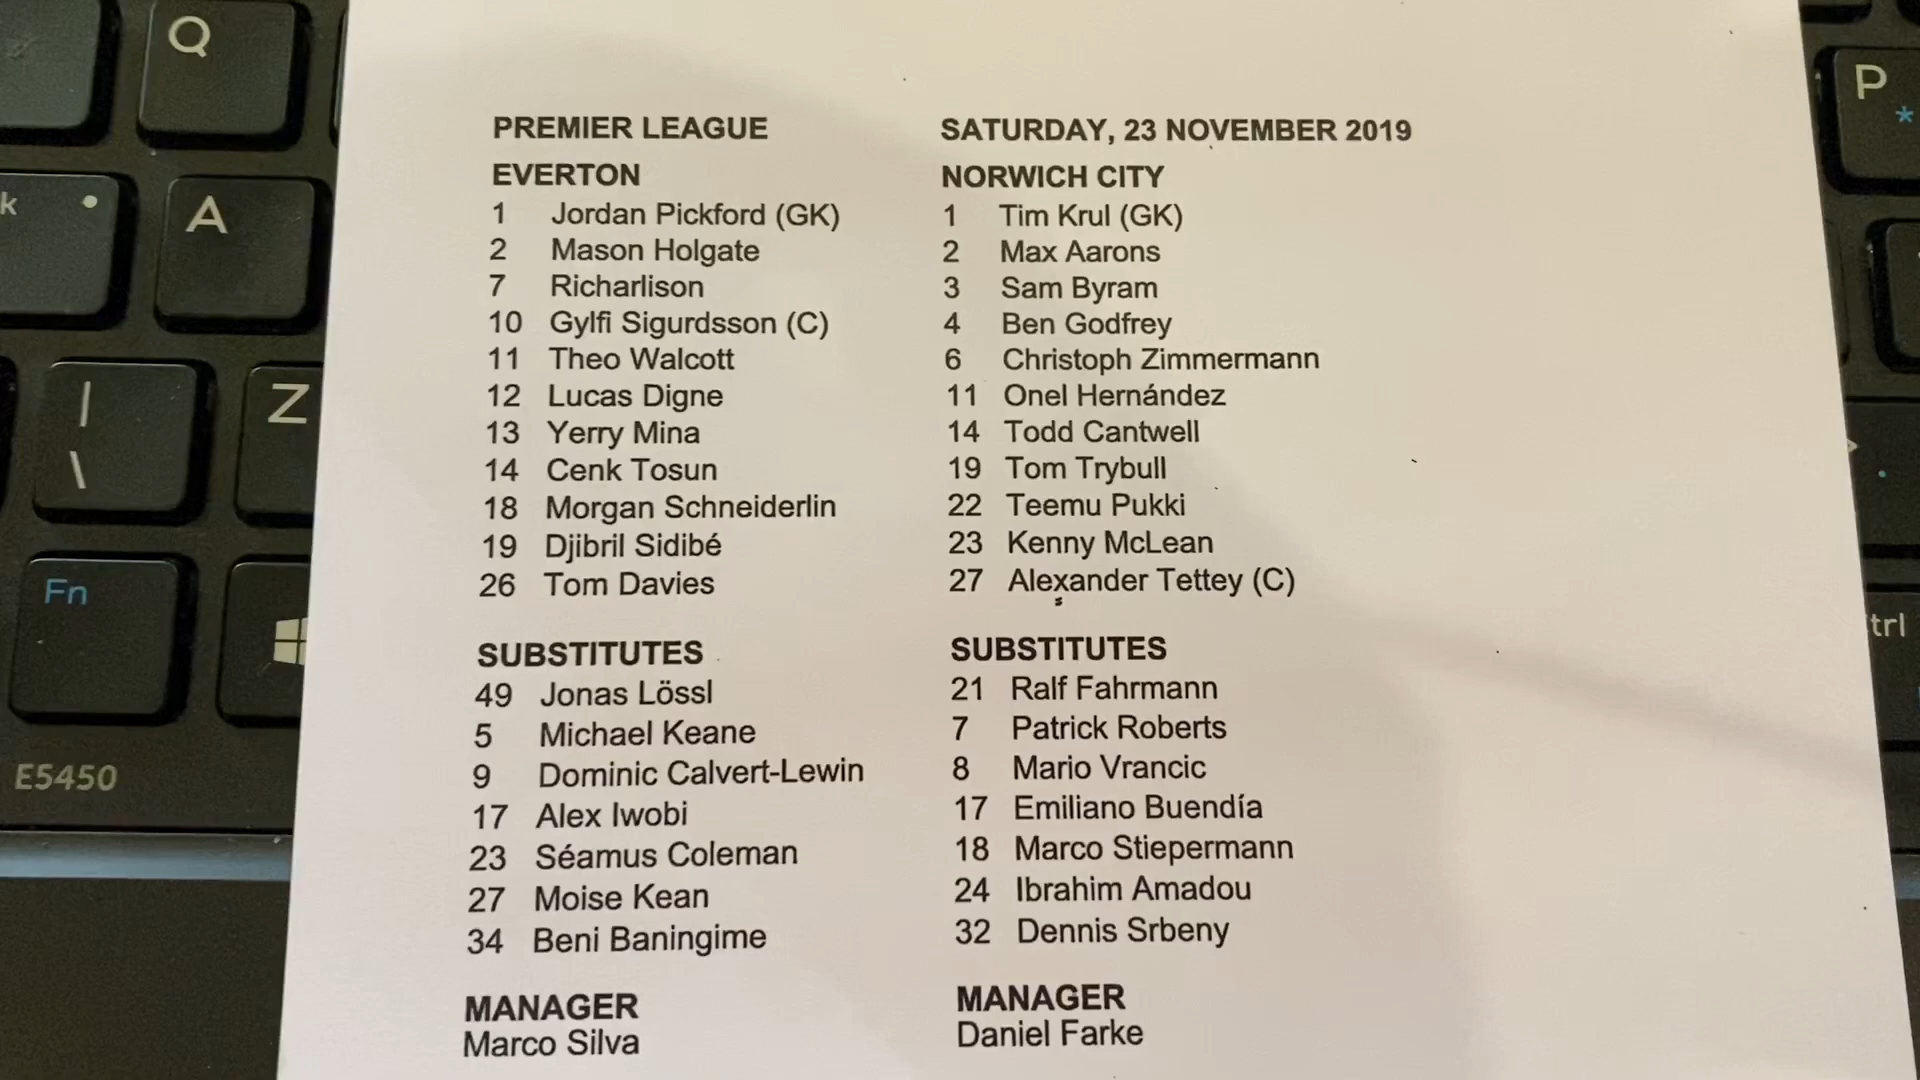 PREMIER LEAGUE
EVERTON
1 Jordan Pickford (GK)
2 Mason Holgate
7 Richarlison
10 Gylfi Sigurdsson (C)
11 Theo Walcott
12 Lucas Digne
13 Yerry Mina
14 Cenk Tosun
18 Morgan Schneiderlin
19 Djibril Sidibé
26 Tom Davies
SUBSTITUTES
49 Jonas Lössl
5 Michael Keane
9 Dominic Calvert-Lewin
17 Alex Iwobi
23 Séamus Coleman
27 Moise Kean
34 Beni Baningime
MANAGER
Marco Silva
SATURDAY, 23 NOVEMBER 2019
NORWICH CITY
1 Tim Krul (GK)
2 Max Aarons
3 Sam Byram
4 Ben Godfrey
6 Christoph Zimmermann
11 Onel Hernández
14 Todd Cantwell
19 Tom Trybull
22 Teemu Pukki
23 Kenny McLean
27 Alexander Tettey (C)
SUBSTITUTES
21 Ralf Fahrmann
7 Patrick Roberts
8 Mario Vrancic
17 Emiliano Buendía
18 Marco Stiepermann
24 Ibrahim Amadou
32 Dennis Srbeny
MANAGER
Daniel Farke
Q
A
| \
Z
Fn
E5450
P *